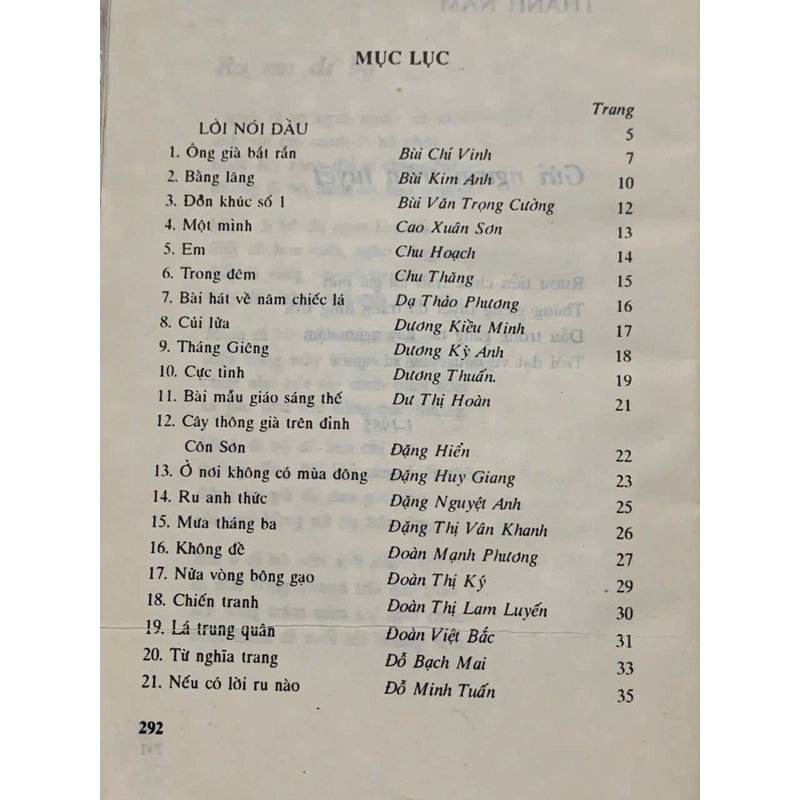 MỤC LỤC
Trang
LỜI NÓI DẦU 5
1. Ông già bắt rắn Bùi Chí Vinh 7
2. Bằng lăng Bùi Kim Anh 10
3. Đỗn khúc số 1 Bùi Văn Trọng Cường 12
4. Một mình Cao Xuân Sơn 13
5. Em Chu Hoạch 14
6. Trong đêm Chu Thăng 15
7. Bài hát về năm chiếc lá Dạ Thảo Phương 16
8. Củi lửa Dương Kiều Minh 17
9. Tháng Giêng Dương Kỳ Anh 18
10. Cực tình Dương Thuấn. 19
11. Bài mẫu giáo sáng thế Dư Thị Hoàn 21
12. Cây thông già trên đỉnh
Côn Sơn Đặng Hiển 22
13. Ở nơi không có mùa đông Đặng Huy Giang 23
14. Ru anh thức Đặng Nguyệt Anh 25
15. Mưa tháng ba Đặng Thị Vân Khanh 26
16. Không đề Đoàn Mạnh Phương 27
17. Nửa vòng bông gạo Đoàn Thị Ký 29
18. Chiến tranh Đoàn Thị Lam Luyến 30
19. Lá trung quân Đoàn Việt Bắc 31
20. Từ nghĩa trang Đỗ Bạch Mai 33
21. Nếu có lời ru nào Đỗ Minh Tuấn 35
292